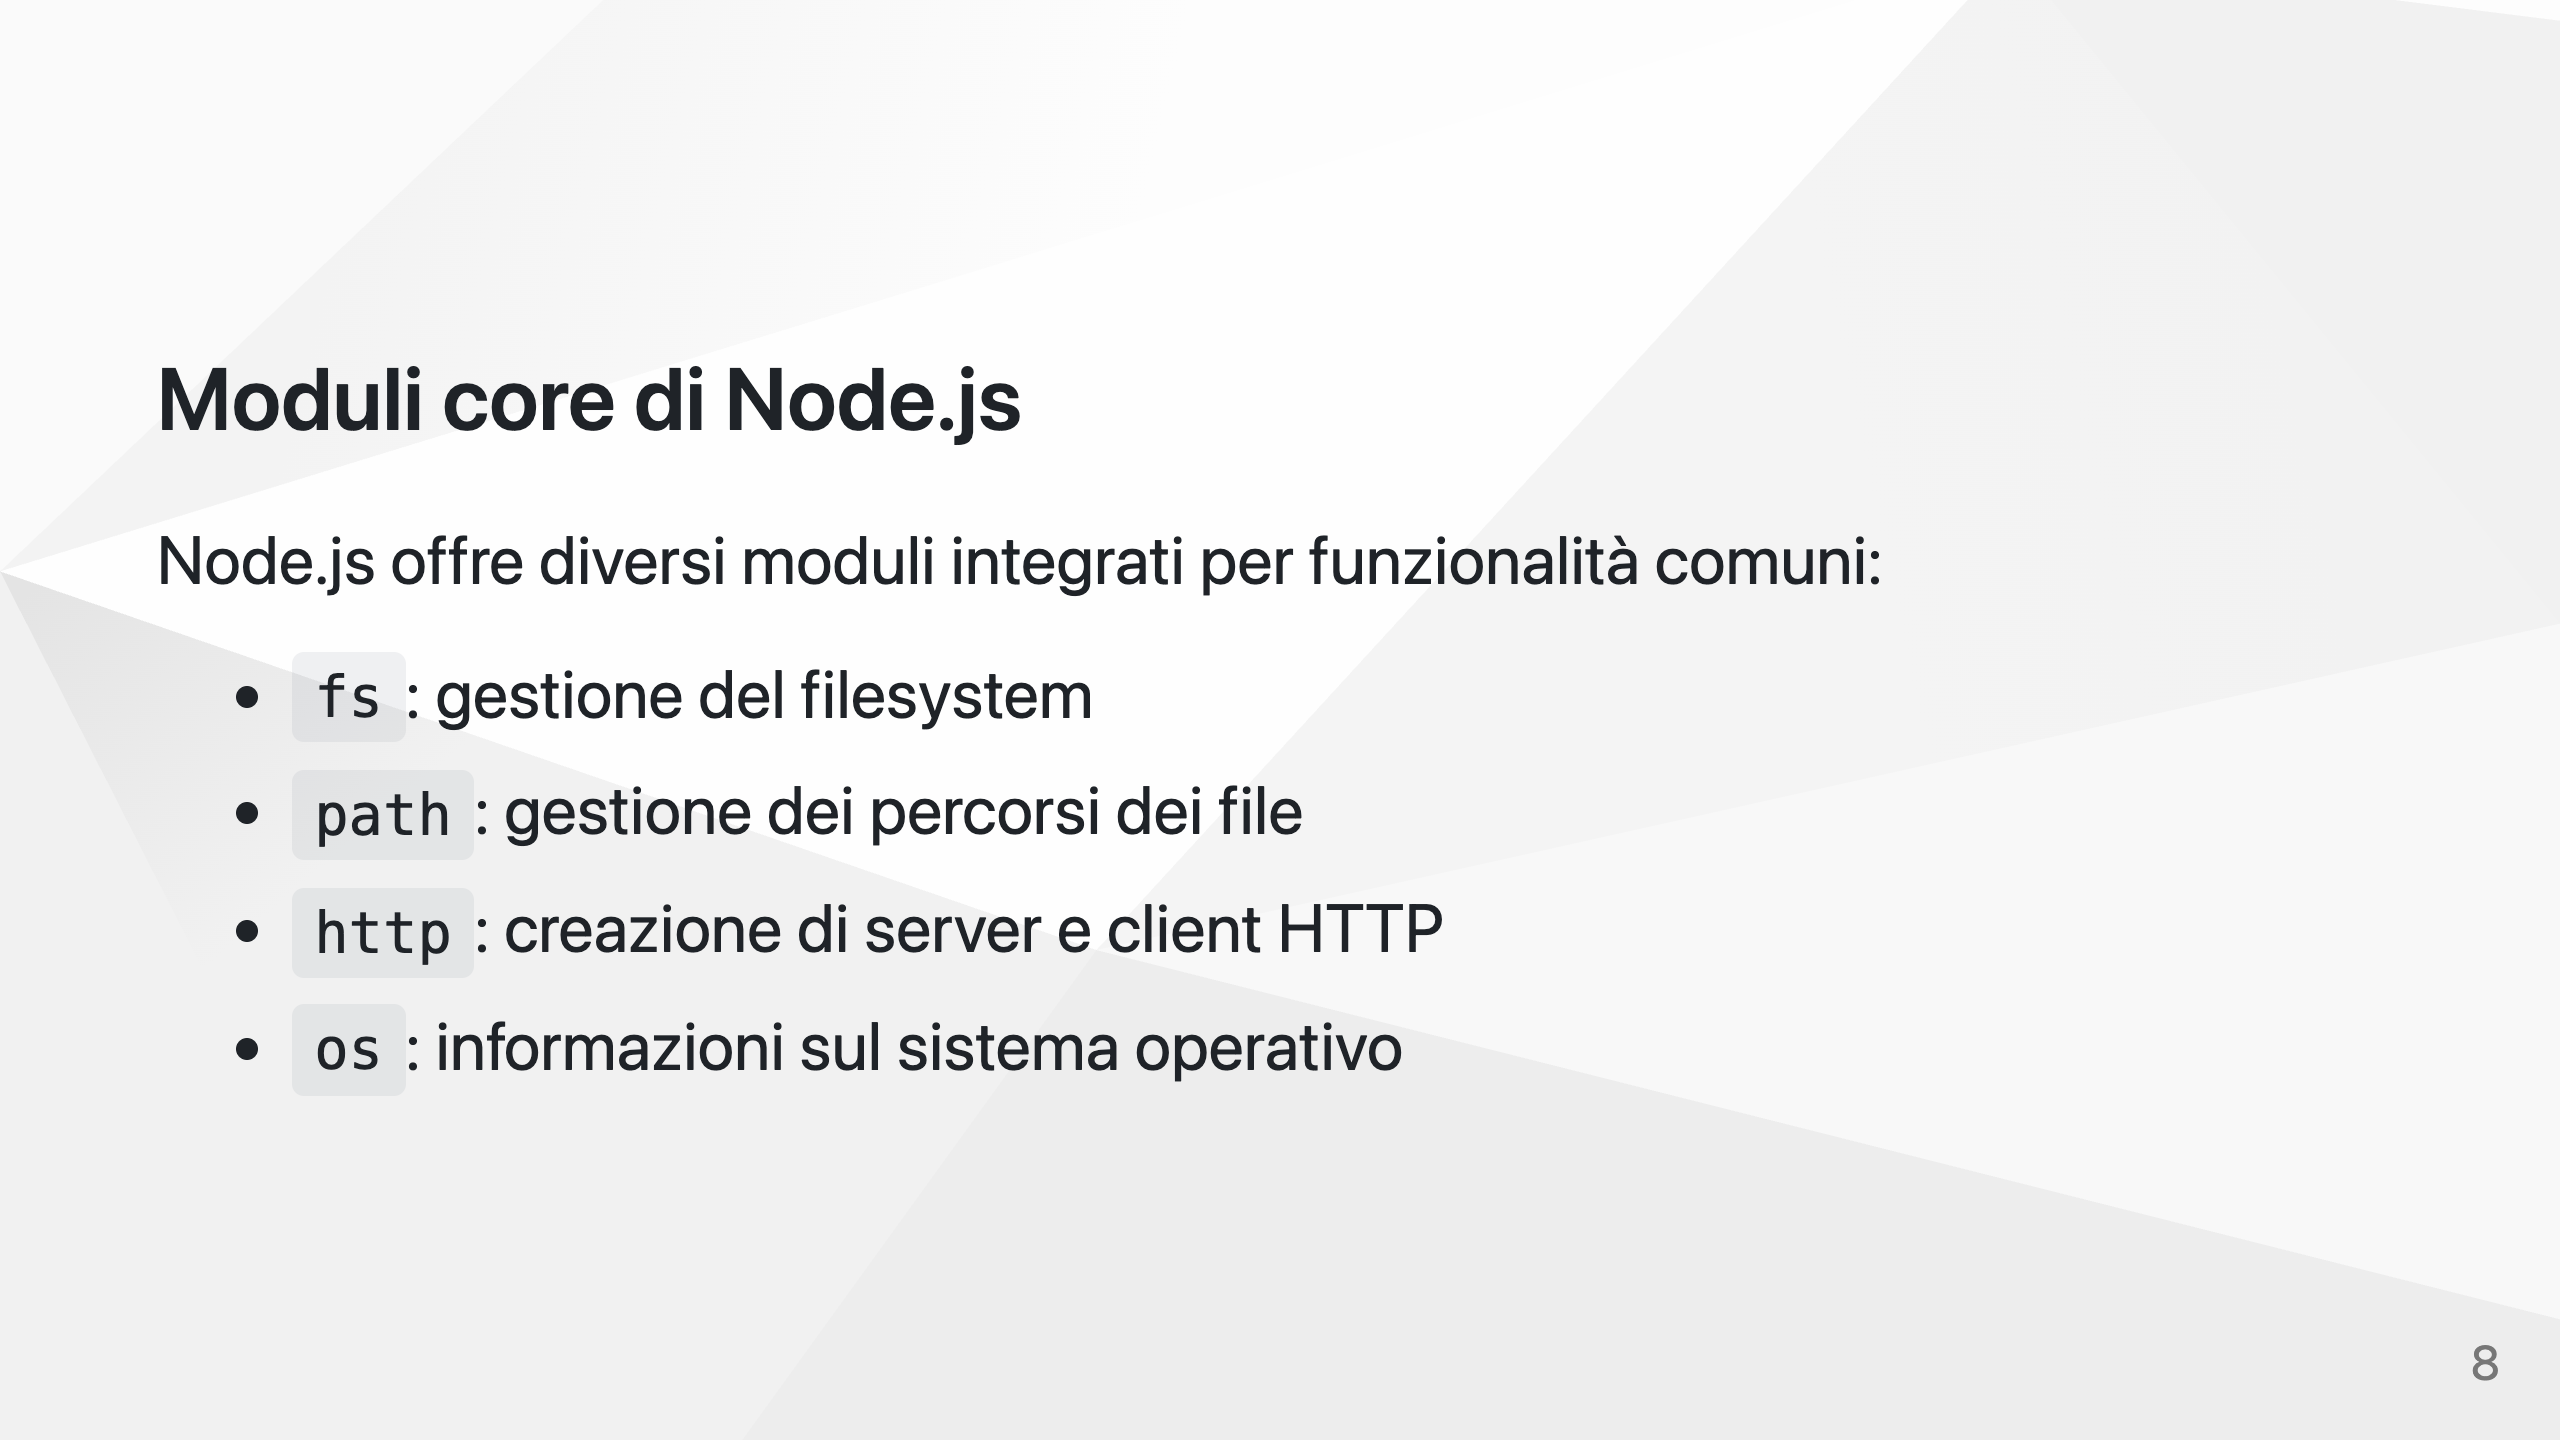 Moduli core di Node.js
Node.js offre diversi moduli integrati per funzionalità comuni:
• fs : gestione del filesystem
• path : gestione dei percorsi dei file
• http : creazione di server e client HTTP
• os : informazioni sul sistema operativo
8